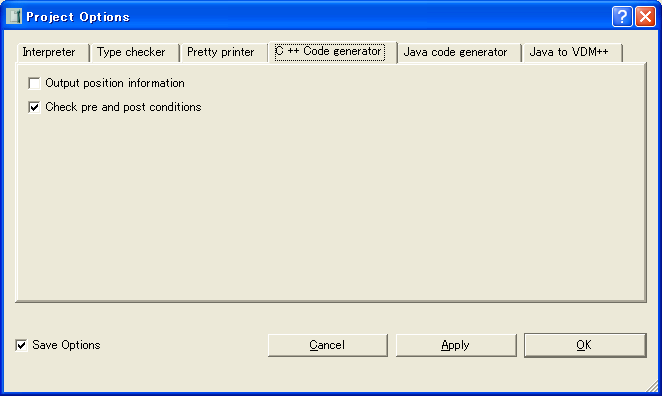 Project Options
Interpreter Type checker Pretty printer C ++ Code generator Java code generator Java to VDM++
Output position information
Check pre and post conditions
Save Options Cancel Apply OK